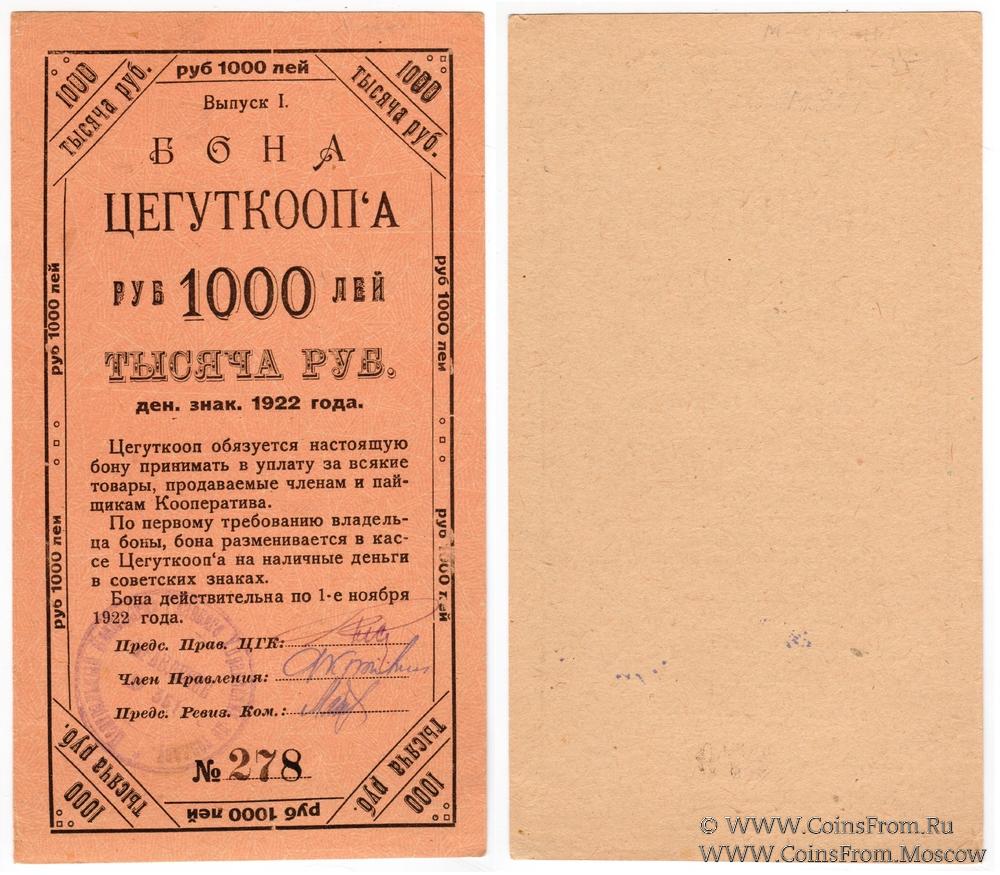 1000
тысяча руб.
руб 1000 лей
1000
тысяча руб.
Выпуск I.
БОНА
ЦЕГУТКООП‘А
РУБ 1000 ЛЕЙ
ТЫСЯЧА РУБ.
ден. знак. 1922 года.
Цегуткооп обязуется настоящую
бону принимать в уплату за всякие
товары, продаваемые членам и пай-
щикам Кооператива.
По первому требованию владель-
ца боны, бона разменивается в кас-
се Цегуткооп‘а на наличные деньги
в советских знаках.
Бона действительна по 1-е ноября
1922 года.
Предс. Прав. ЦГК:
Член Правления:
Предс. Ревиз. Ком.:
№ 278
руб 1000 лей
руб 1000 лей
руб 1000 лей
руб 1000 лей
1000
тысяча руб.
руб 1000 лей
тысяча руб
1000
© WWW.CoinsFrom.Ru
WWW.CoinsFrom.Moscow